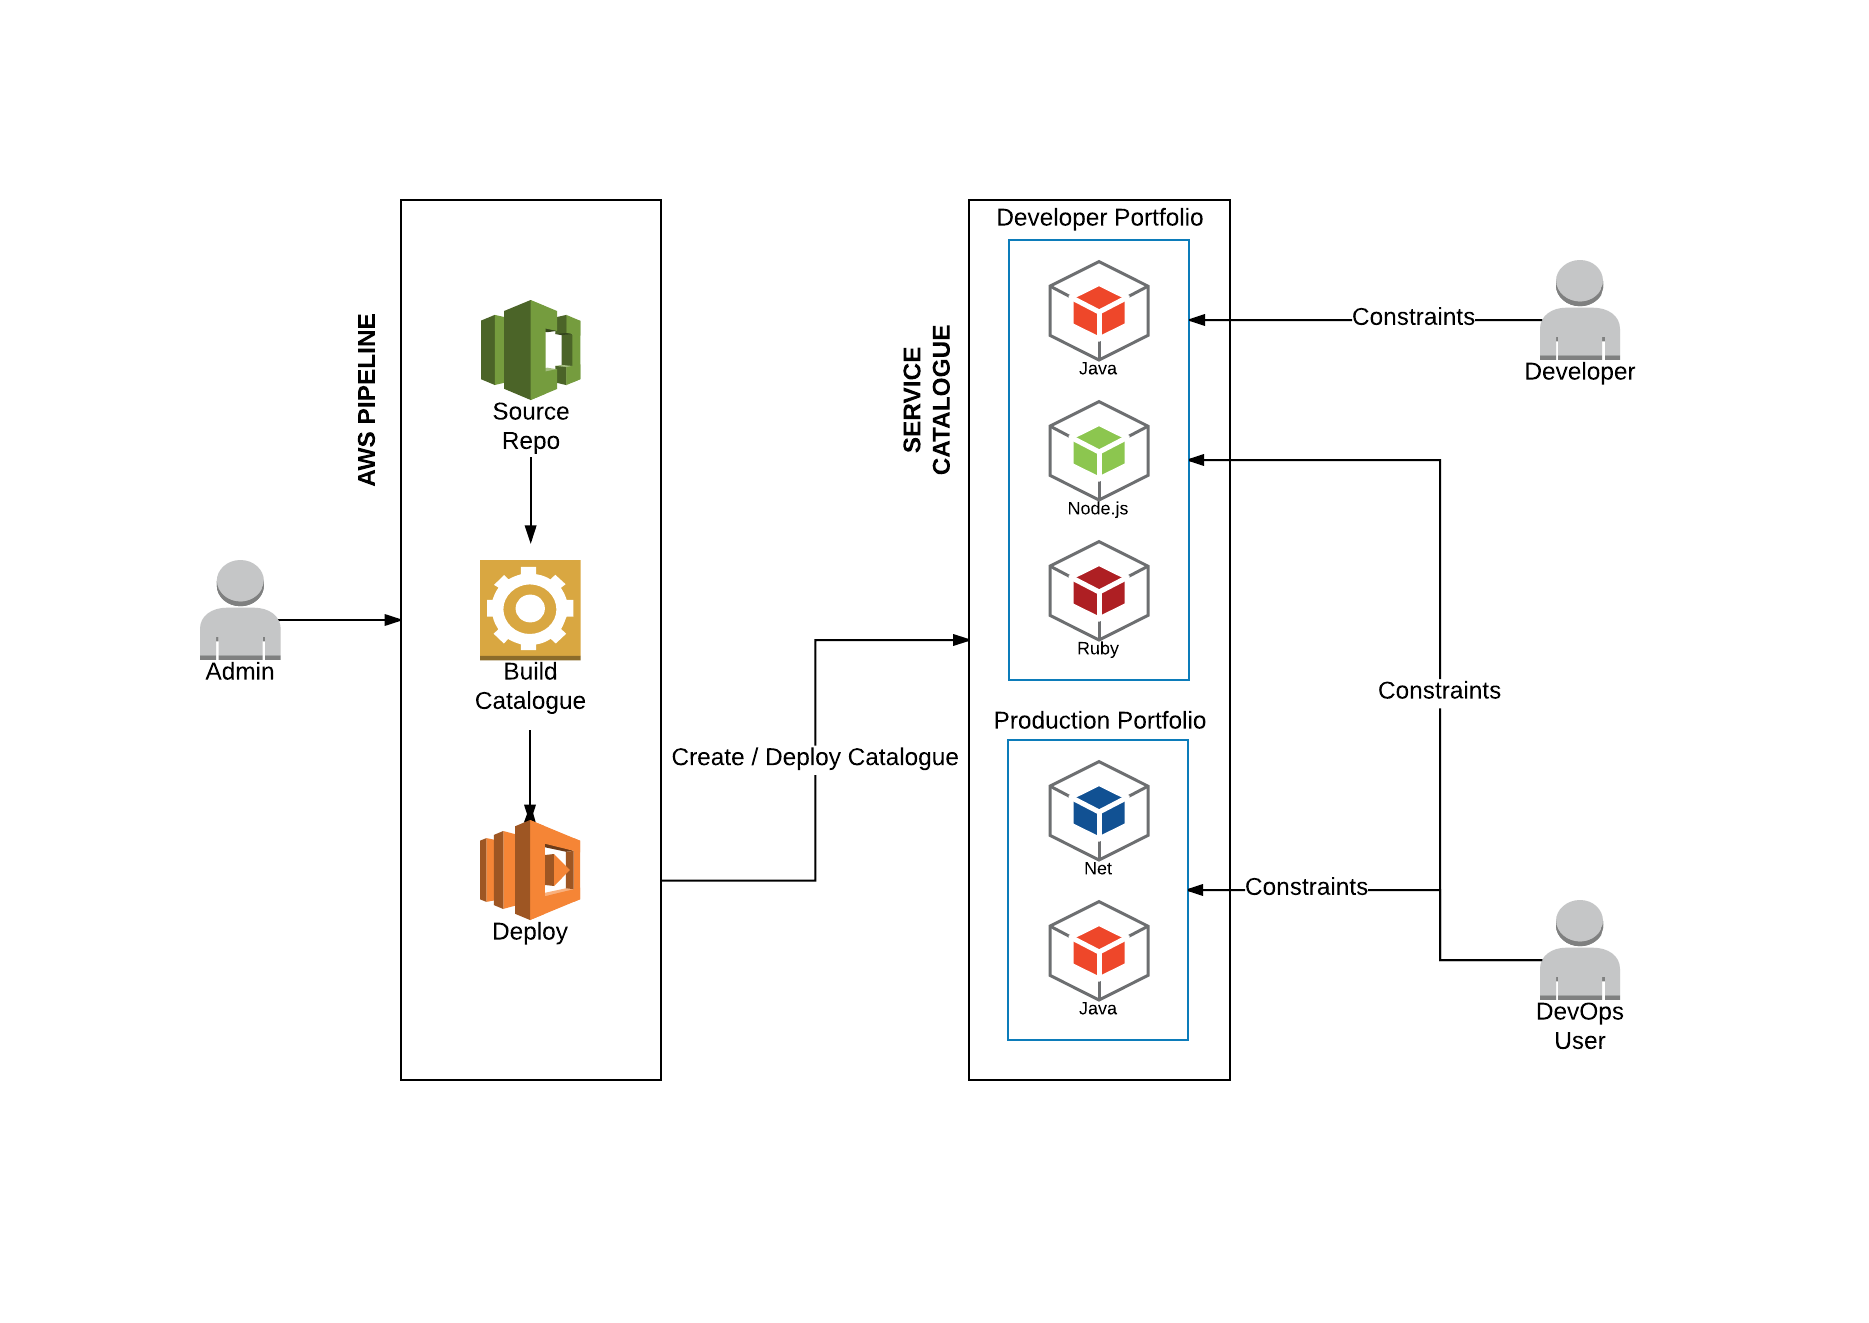 Admin
AWS PIPELINE
Source
Repo
Build
Catalogue
Deploy
Create / Deploy Catalogue
SERVICE
CATALOGUE
Developer Portfolio
Java
Node.js
Ruby
Production Portfolio
Net
Java
Constraints
Developer
Constraints
Constraints
DevOps
User